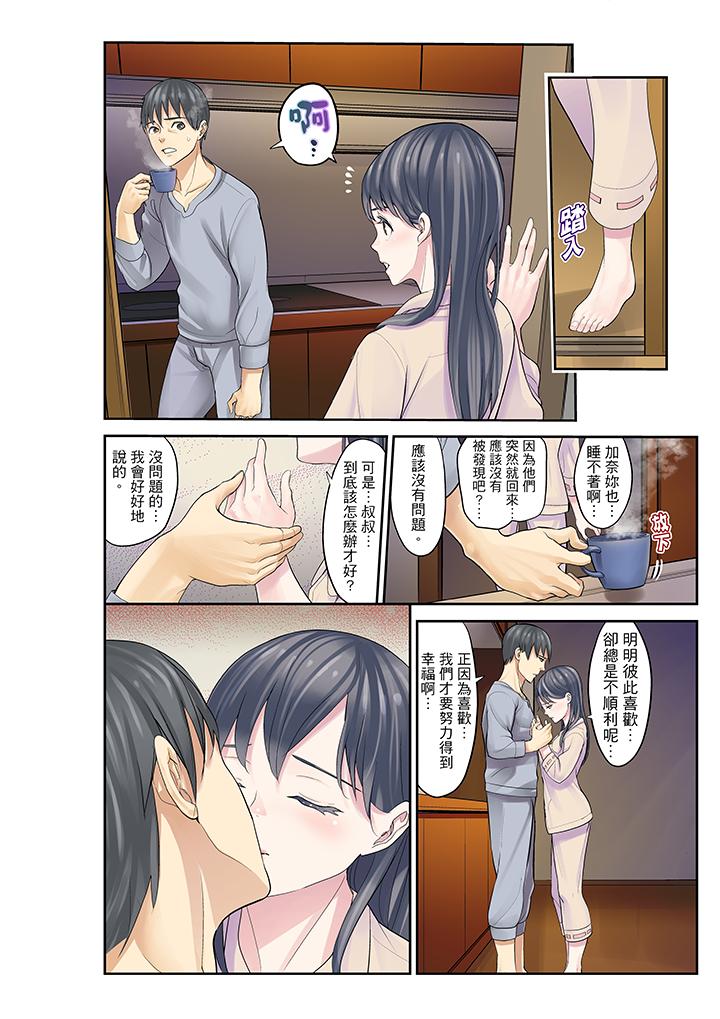 踏入
啊
…
加奈妳也…
睡不著啊…
放下
因為他們
突然就回來…
應該沒有
被發現吧？…
應該沒有問題。
可是…叔叔…
到底該怎麼辦才好？
沒問題的…
我會好好地
說的。
明明彼此喜歡…
卻總是不順利呢…
正因為喜歡…
我們才要努力得到
幸福啊…